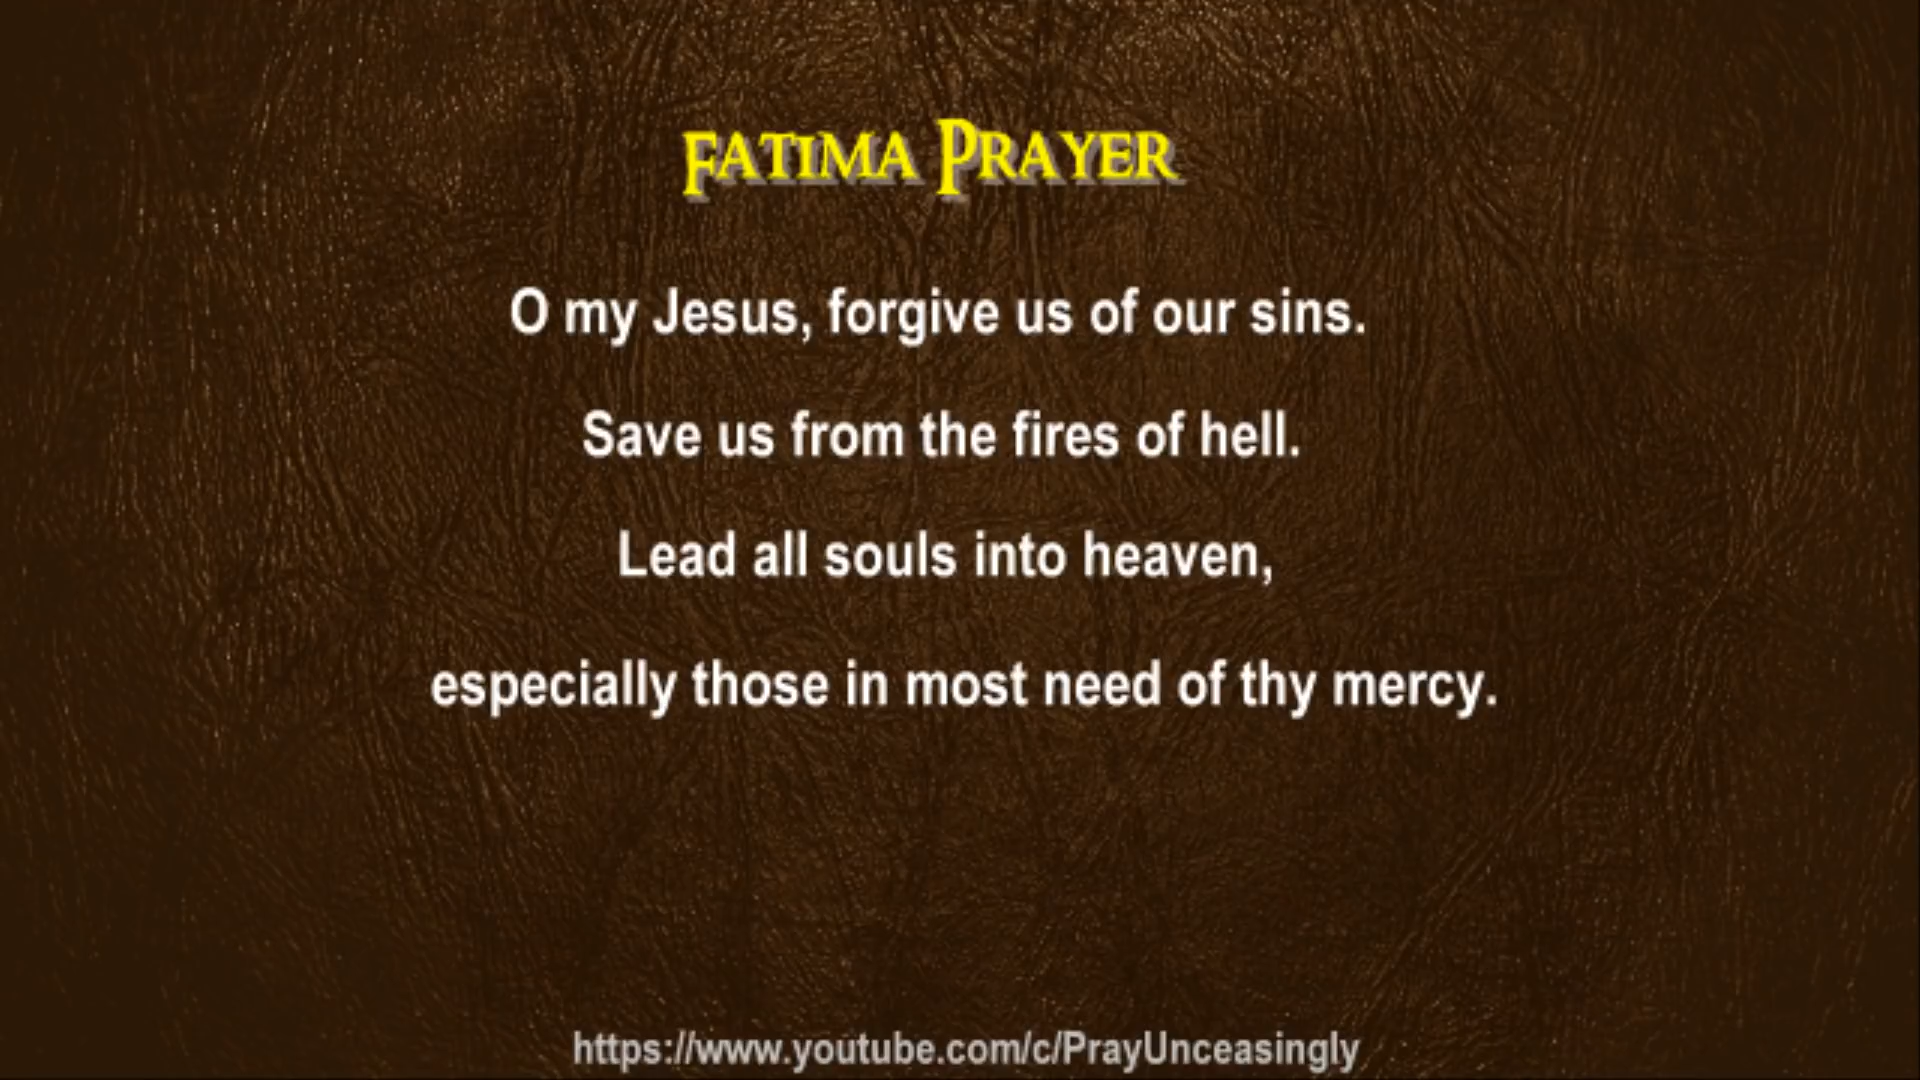 Fatima Prayer
O my Jesus, forgive us of our sins.
Save us from the fires of hell.
Lead all souls into heaven,
especially those in most need of thy mercy.
https://www.youtube.com/c/PrayUnceasingly